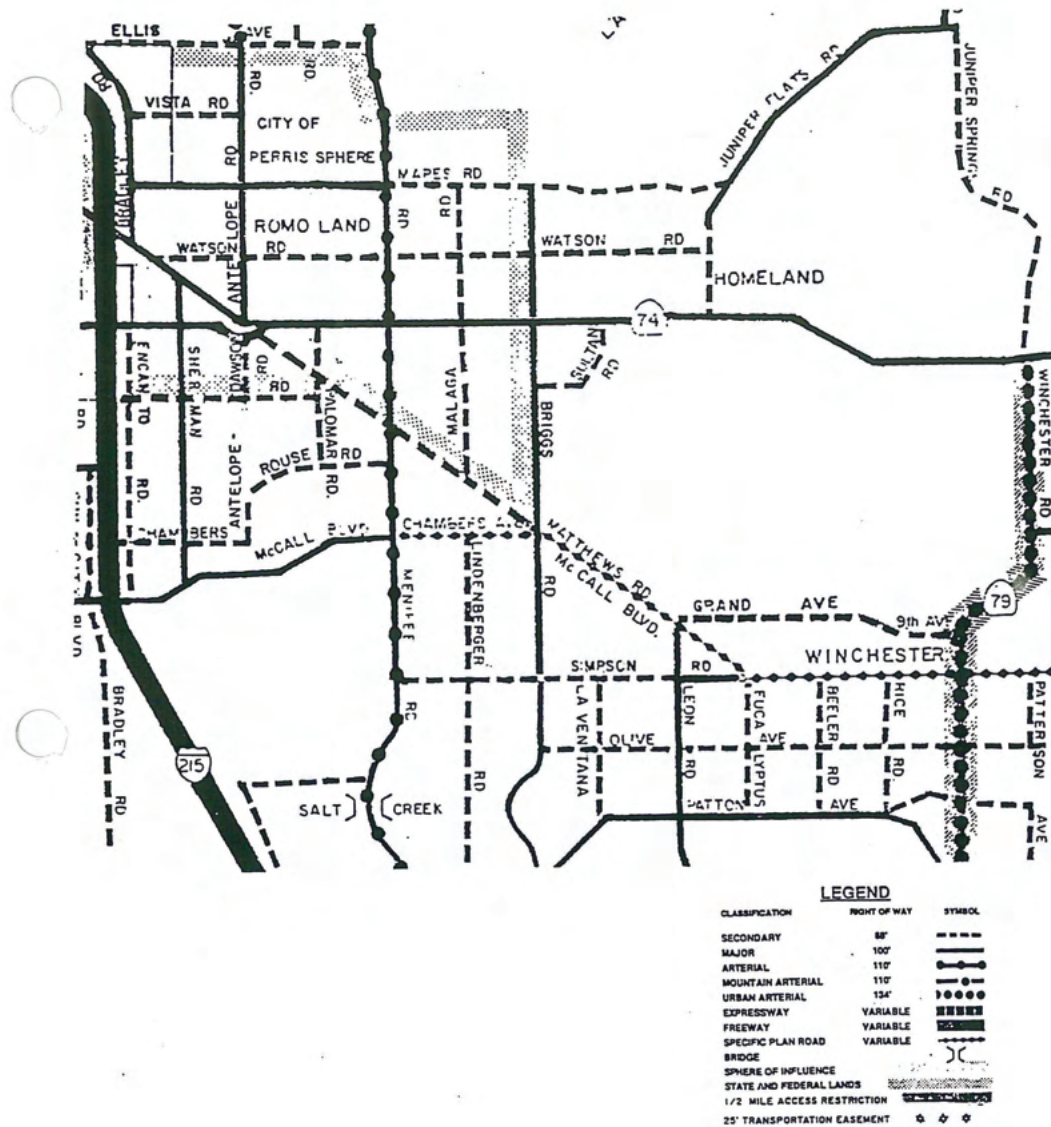 ELLIS AVE
RD.
RD.
RD
VISTA RD
CITY OF
PERRIS SPHERE
RD
MAPES RD
JUNIPER FLATS RD
JUNIPER SPRING
RD
ANTELOPE
ROMO LAND
RD
RD
WATSON RD
WATSON RD
HOMELAND
74
ENCANTO
RD.
SHERMAN
RD
DAWSON
RD
RD
ANTELOPE -
PALOMAR RD.
MALAGA
SULTAN
RD
BRIGGS
RD
WINCHESTER RD
ROUSE RD
CHAMBERS
McCALL BLVD
CHAMBERS
MATTHEWS RD
McCALL BLVD.
MENIFEE
RD
LINDENBERGER
RD
GRAND AVE
9th AVE
79
WINCHESTER
SIMPSON RD
BLVD
BRADLEY
RD
215
LA VENTANA
LEON
RD
EUCALYPTUS
BEELER
RD
RICE
RD
PATTERSON
AVE
OLIVE AVE
PATTON AVE
SALT CREEK
LEGEND
CLASSIFICATION RIGHT OF WAY SYMBOL
SECONDARY 88'
MAJOR 100'
ARTERIAL 110'
MOUNTAIN ARTERIAL 110'
URBAN ARTERIAL 134'
EXPRESSWAY VARIABLE
FREEWAY VARIABLE
SPECIFIC PLAN ROAD VARIABLE
BRIDGE
SPHERE OF INFLUENCE
STATE AND FEDERAL LANDS
1/2 MILE ACCESS RESTRICTION
25' TRANSPORTATION EASEMENT